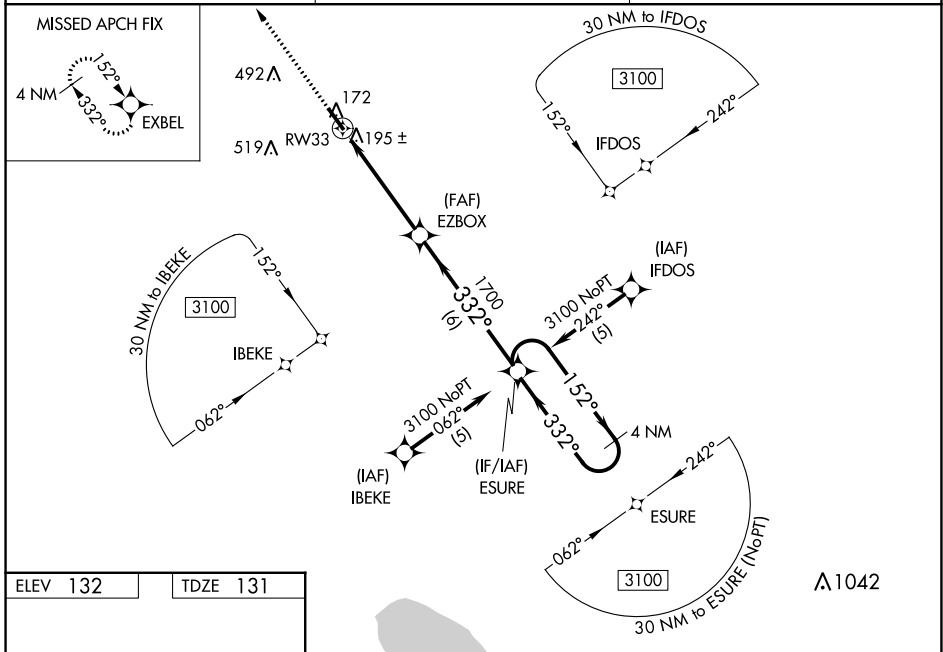 MISSED APCH FIX
152°
4 NM
332°
EXBEL
492
172
RW33
195 ±
519
30 NM to IFDOS
3100
152°
242°
IFDOS
(FAF)
EZBOX
30 NM to IBEKE
152°
3100
IBEKE
062°
1700
332°
(6)
(IAF)
IFDOS
3100 NoPT
242°
(5)
152°
332°
4 NM
3100 NoPT
062°
(5)
(IAF)
IBEKE
(IF/IAF)
ESURE
242°
ESURE
062°
3100
30 NM to ESURE (NoPT)
1042
ELEV 132
TDZE 131